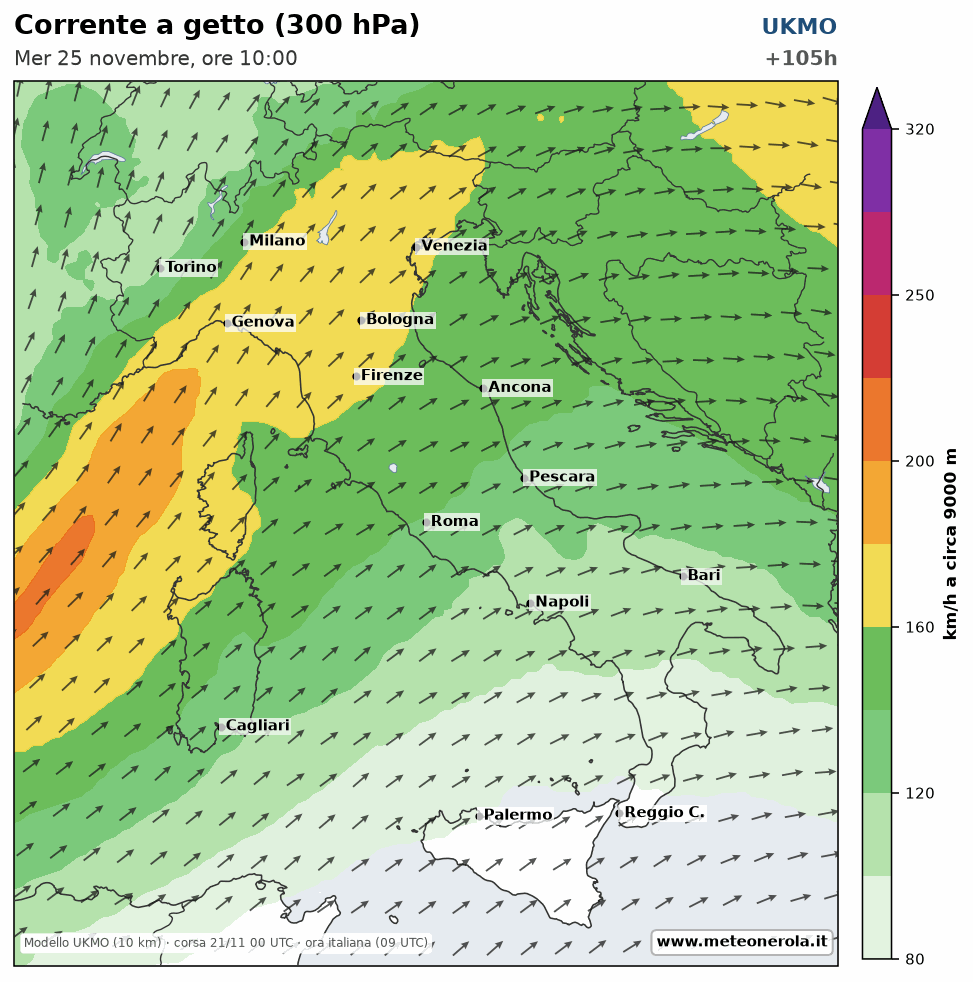 Corrente a getto (300 hPa)
UKMO
Mer 25 novembre, ore 10:00
+105h
Milano
Venezia
Torino
Genova
Bologna
Firenze
Ancona
Pescara
Roma
Bari
Napoli
Cagliari
Palermo
Reggio C.
320
250
200
160
120
80
km/h a circa 9000 m
Modello UKMO (10 km) · corsa 21/11 00 UTC · ora italiana (09 UTC)
www.meteonerola.it